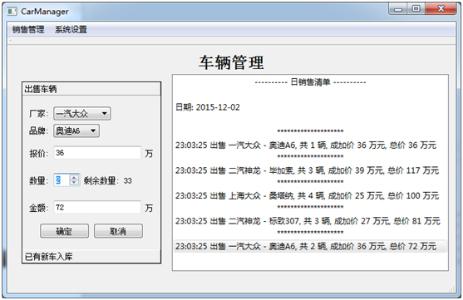 CarManager
销售管理 系统设置
车辆管理
出售车辆
厂家: 一汽大众
品牌: 奥迪A6
报价: 36 万
数量: 2 剩余数量: 33
金额: 72 万
确定 取消
已有新车入库
---------- 日销售清单 ----------
日期: 2015-12-02
********************
23:03:25 出售 一汽大众 - 奥迪A6, 共 1 辆, 成加价 36 万元, 总价 36 万元
********************
23:03:25 出售 二汽神龙 - 毕加索, 共 3 辆, 成加价 39 万元, 总价 117 万元
********************
23:03:25 出售 上海大众 - 桑塔纳, 共 4 辆, 成加价 25 万元, 总价 100 万元
********************
23:03:25 出售 二汽神龙 - 标致307, 共 3 辆, 成加价 27 万元, 总价 81 万元
********************
23:03:25 出售 一汽大众 - 奥迪A6, 共 2 辆, 成加价 36 万元, 总价 72 万元